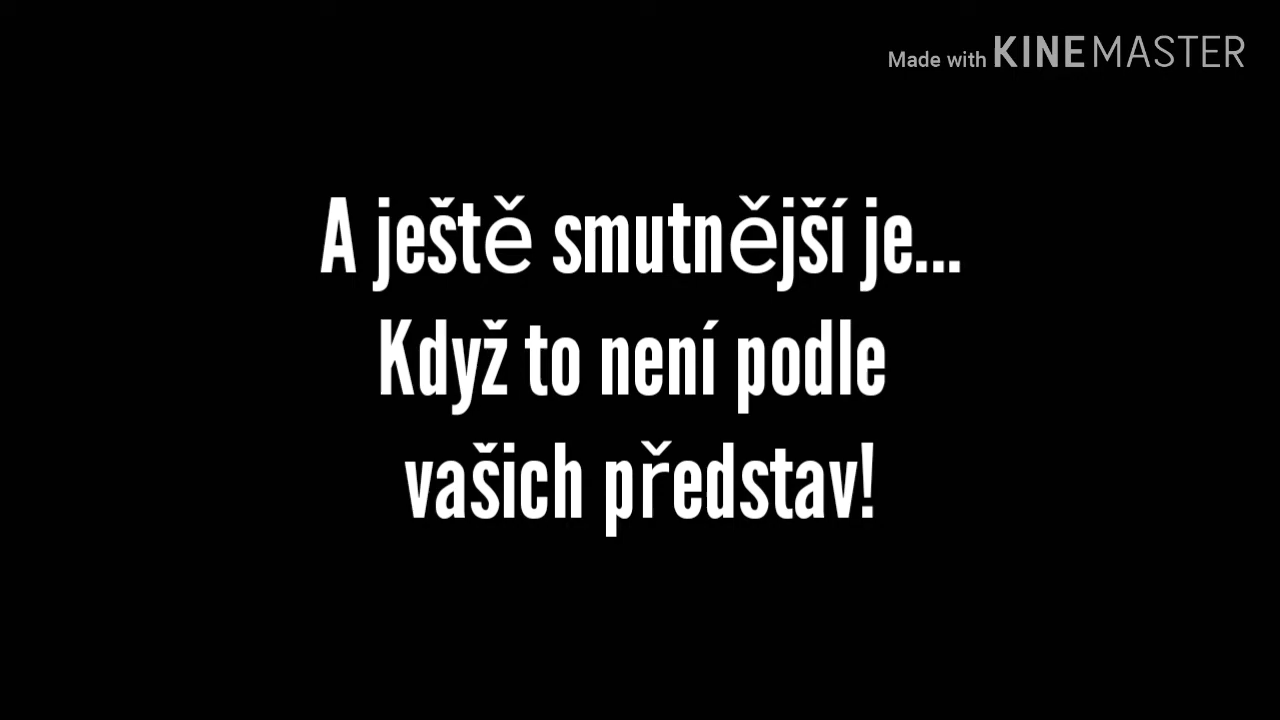 Made with KINEMASTER
A ještě smutnější je...
Když to není podle
vašich představ!